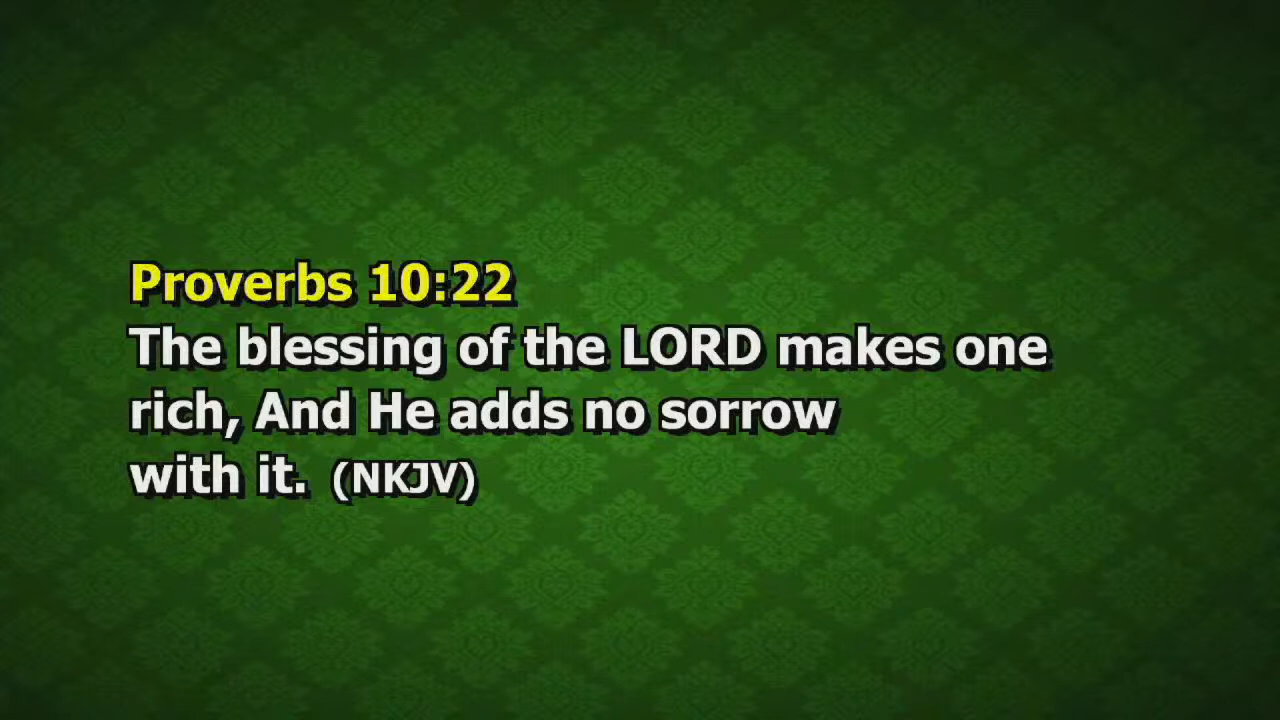 Proverbs 10:22
The blessing of the LORD makes one
rich, And He adds no sorrow
with it. (NKJV)